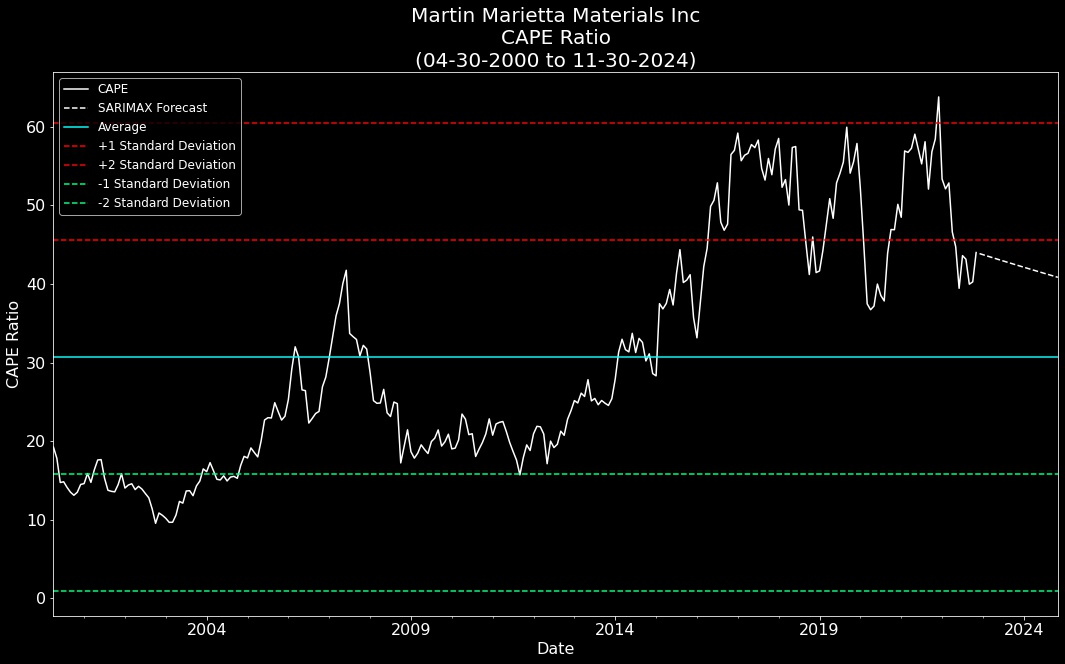 Martin Marietta Materials Inc
CAPE Ratio
(04-30-2000 to 11-30-2024)
CAPE
SARIMAX Forecast
Average
+1 Standard Deviation
+2 Standard Deviation
-1 Standard Deviation
-2 Standard Deviation
60
50
40
30
20
10
0
CAPE Ratio
2004
2009
2014
2019
2024
Date